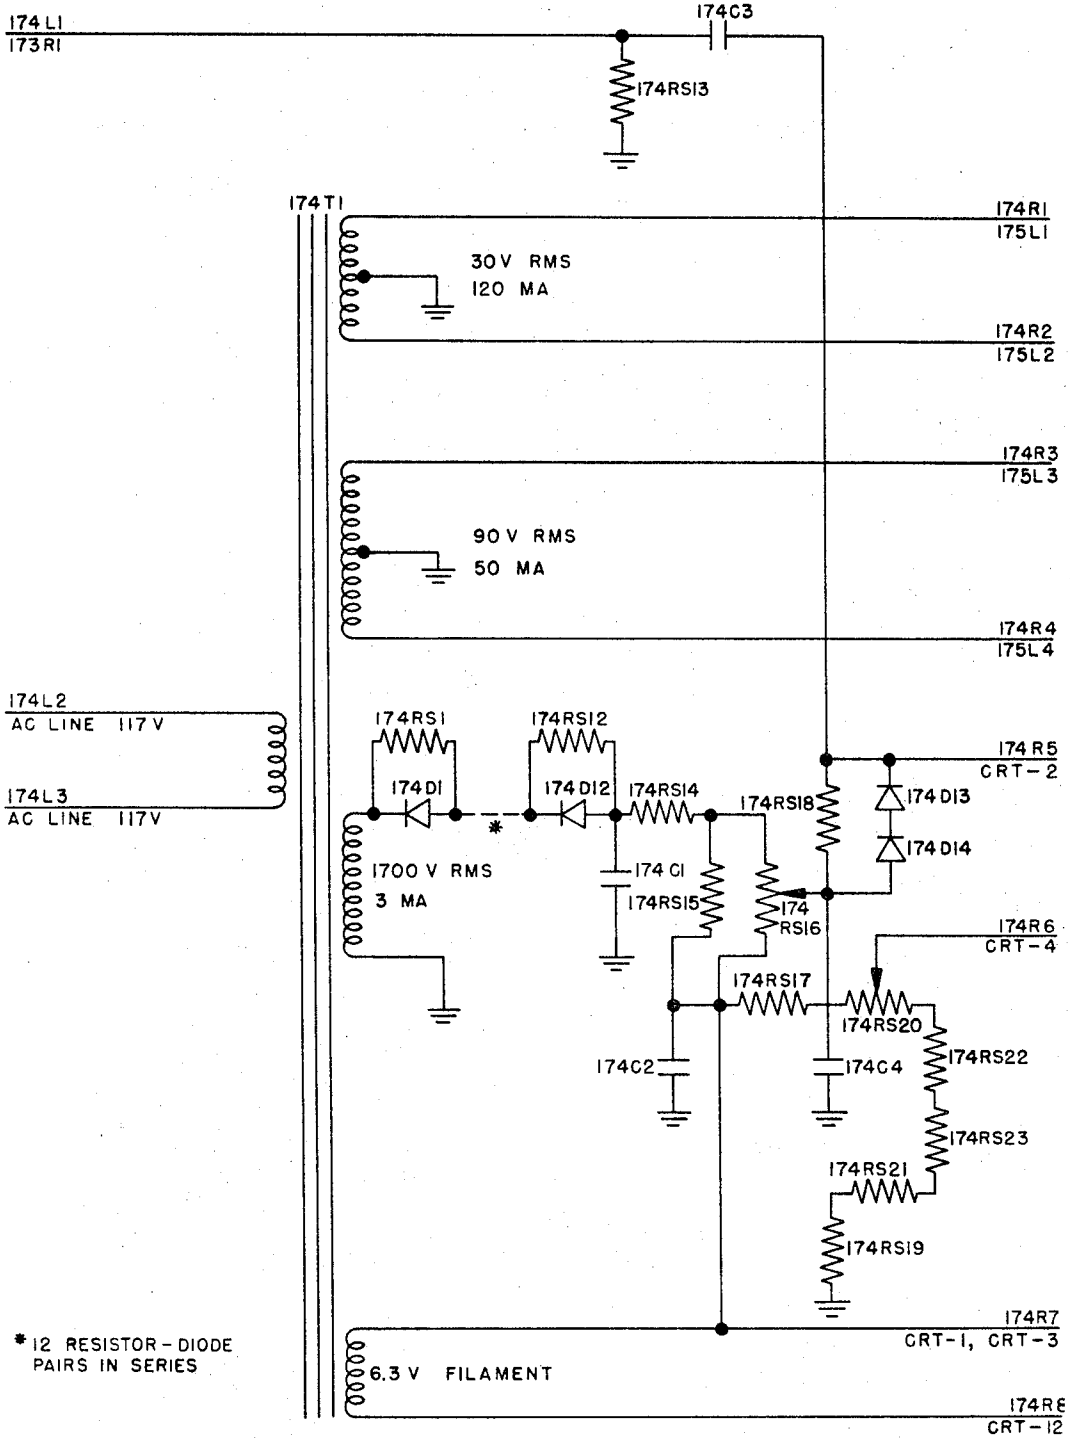 174C3
174L1
173R1
174RS13
174T1
174R1
175L1
30V RMS
120 MA
174R2
175L2
174R3
175L3
90V RMS
50 MA
174R4
175L4
174L2
AC LINE 117V
174RS1
174RS12
174R5
CRT-2
174L3
AC LINE 117V
174D1
174D12
174RS14
174RS18
174D13
*
174D14
1700 V RMS
3 MA
174C1
174RS15
174
RS16
174R6
CRT-4
174RS17
174RS20
174C2
174C4
174RS22
174RS23
174RS21
174RS19
174R7
CRT-1, CRT-3
* 12 RESISTOR-DIODE
PAIRS IN SERIES
6.3 V FILAMENT
174R8
CRT-12